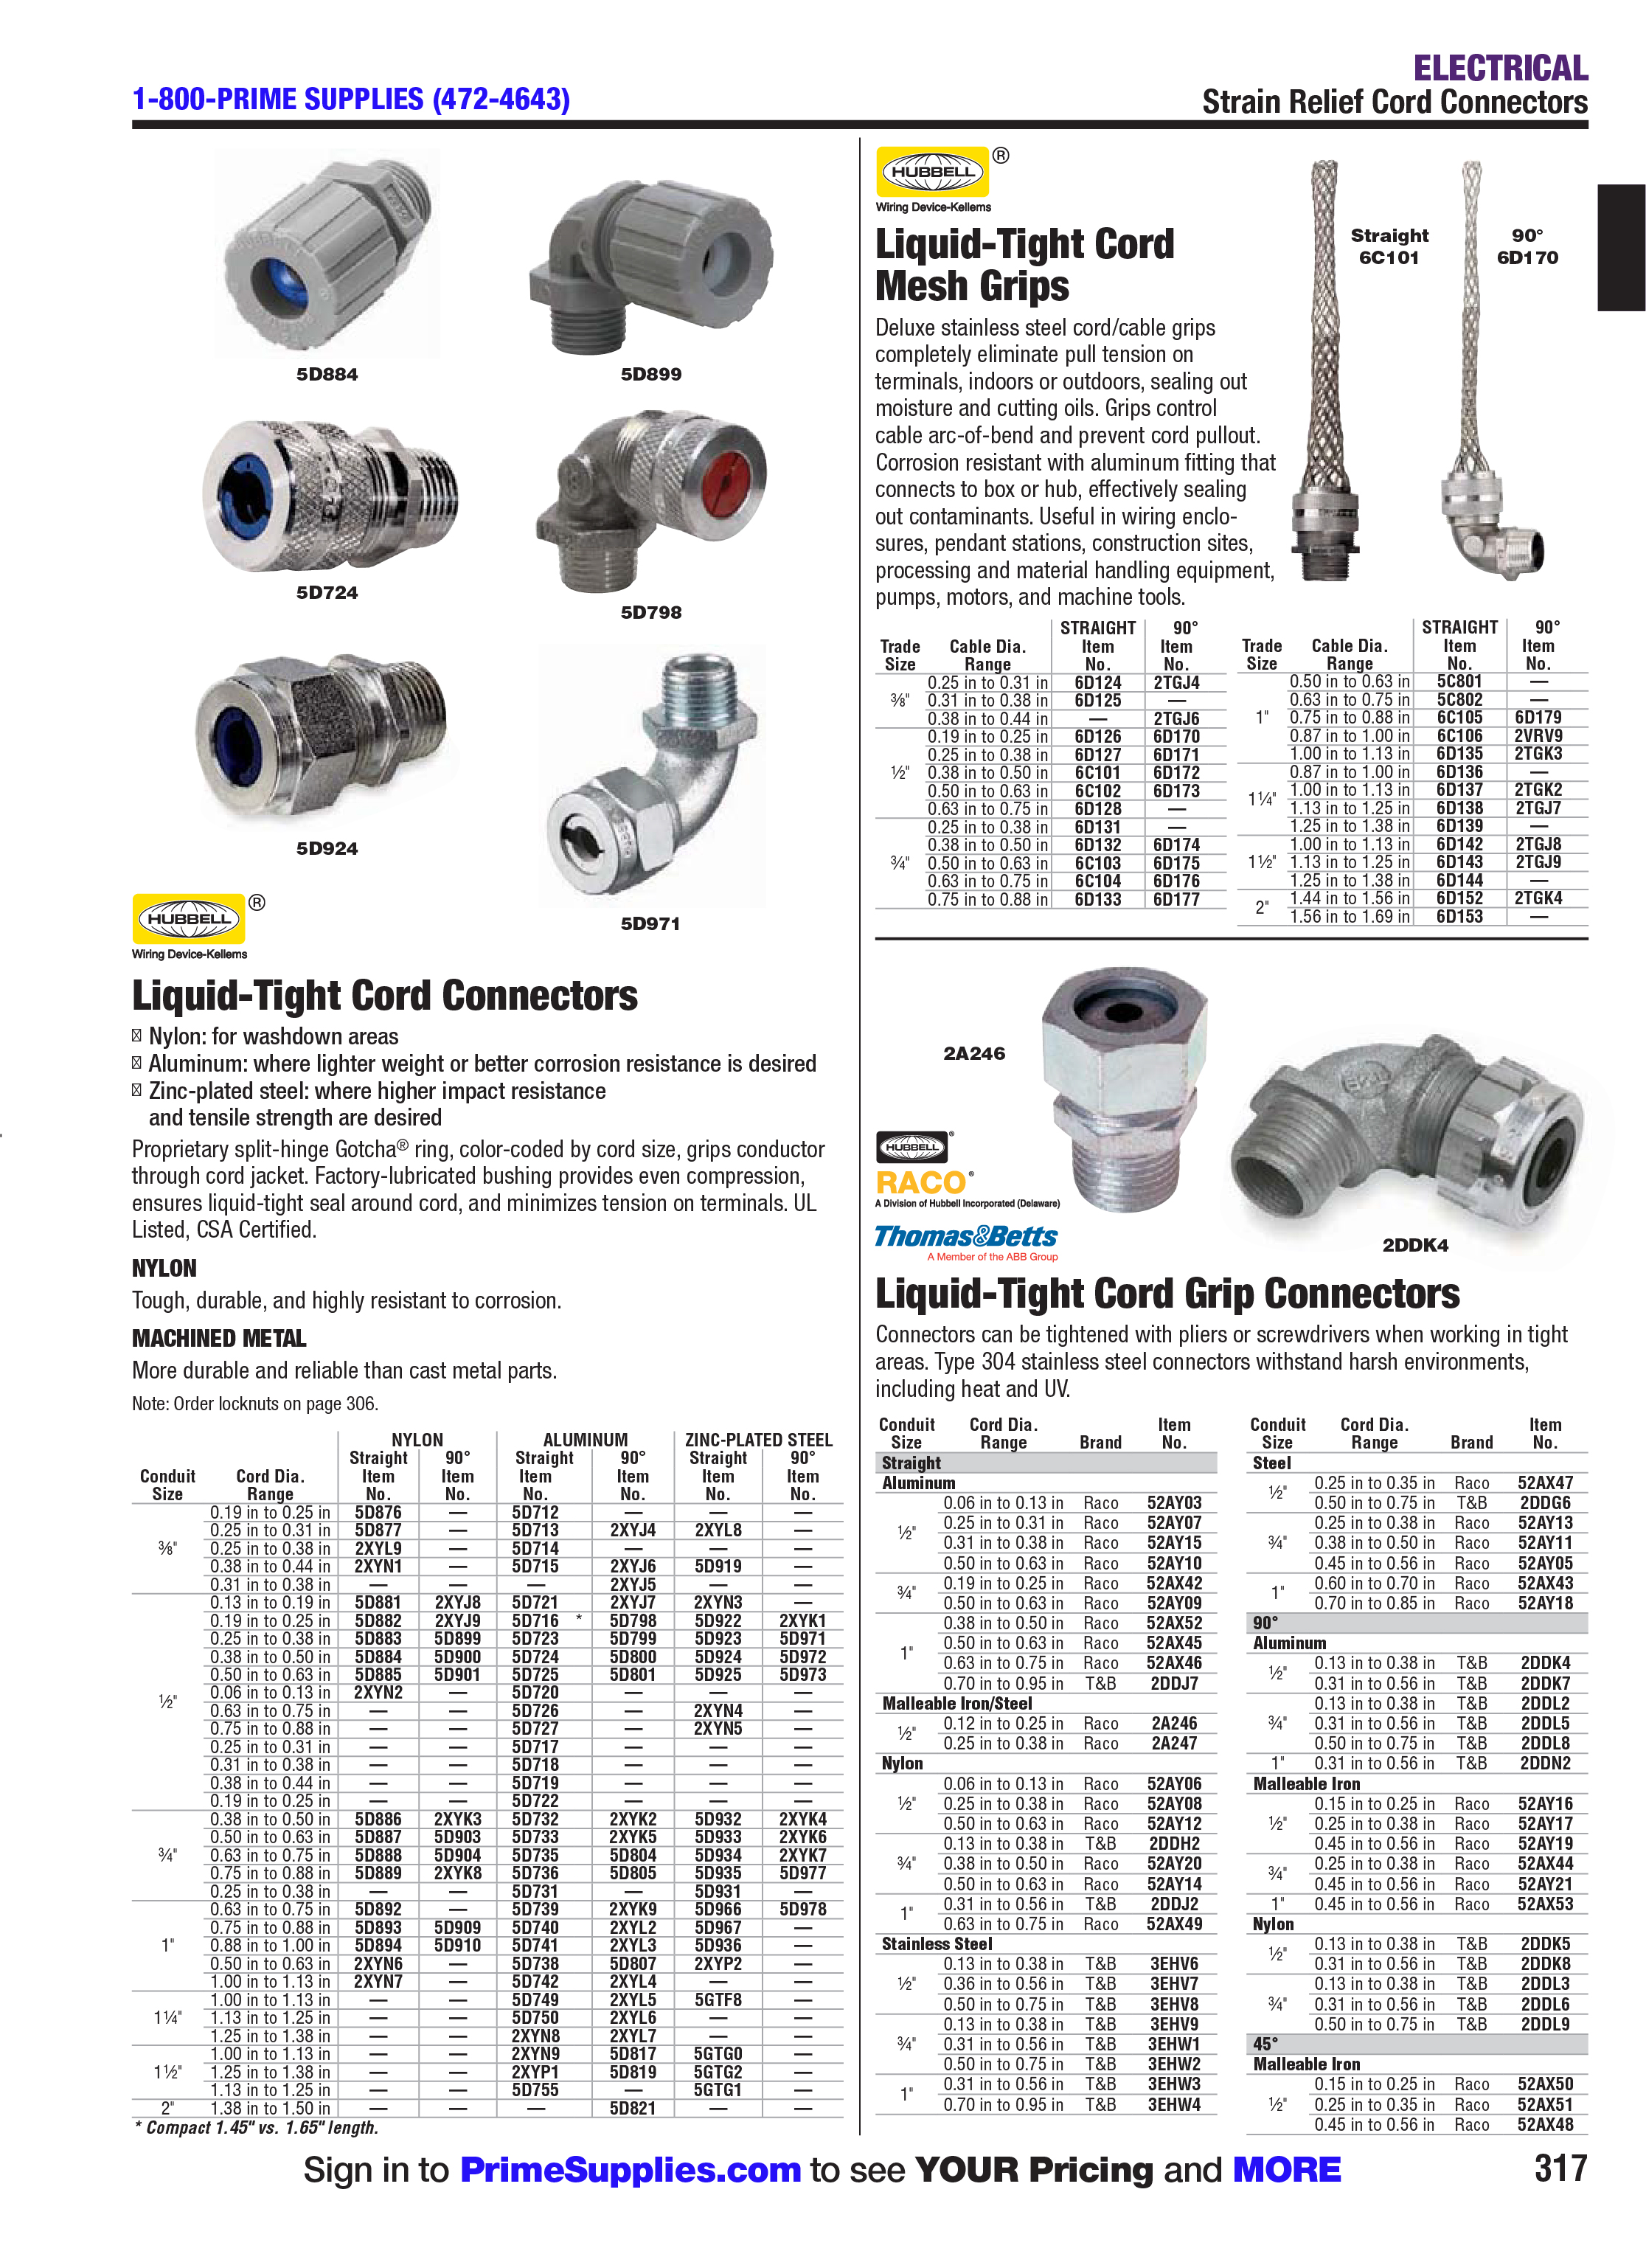 ELECTRICAL
1-800-PRIME SUPPLIES (472-4643)
Strain Relief Cord Connectors
5D884
5D899
5D724
5D798
5D924
5D971
HUBBELL ®
Wiring Device-Kellems
Liquid-Tight Cord Connectors
Nylon: for washdown areas
Aluminum: where lighter weight or better corrosion resistance is desired
Zinc-plated steel: where higher impact resistance
and tensile strength are desired
Proprietary split-hinge Gotcha® ring, color-coded by cord size, grips conductor
through cord jacket. Factory-lubricated bushing provides even compression,
ensures liquid-tight seal around cord, and minimizes tension on terminals. UL
Listed, CSA Certified.
NYLON
Tough, durable, and highly resistant to corrosion.
MACHINED METAL
More durable and reliable than cast metal parts.
Note: Order locknuts on page 306.
NYLON ALUMINUM ZINC-PLATED STEEL
Straight 90° Straight 90° Straight 90°
Conduit Cord Dia. Item Item Item Item Item Item
Size Range No. No. No. No. No. No.
0.19 in to 0.25 in 5D876 — 5D712 — — —
0.25 in to 0.31 in 5D877 — 5D713 2XYJ4 2XYL8 —
⅜" 0.25 in to 0.38 in 2XYL9 — 5D714 — — —
0.38 in to 0.44 in 2XYN1 — 5D715 2XYJ6 5D919 —
0.31 in to 0.38 in — — — 2XYJ5 — —
0.13 in to 0.19 in 5D881 2XYJ8 5D721 2XYJ7 2XYN3 —
0.19 in to 0.25 in 5D882 2XYJ9 5D716 * 5D798 5D922 2XYK1
0.25 in to 0.38 in 5D883 5D899 5D723 5D799 5D923 5D971
0.38 in to 0.50 in 5D884 5D900 5D724 5D800 5D924 5D972
0.50 in to 0.63 in 5D885 5D901 5D725 5D801 5D925 5D973
½" 0.06 in to 0.13 in 2XYN2 — 5D720 — — —
0.63 in to 0.75 in — — 5D726 — 2XYN4 —
0.75 in to 0.88 in — — 5D727 — 2XYN5 —
0.25 in to 0.31 in — — 5D717 — — —
0.31 in to 0.38 in — — 5D718 — — —
0.38 in to 0.44 in — — 5D719 — — —
0.19 in to 0.25 in — — 5D722 — — —
0.38 in to 0.50 in 5D886 2XYK3 5D732 2XYK2 5D932 2XYK4
0.50 in to 0.63 in 5D887 5D903 5D733 2XYK5 5D933 2XYK6
¾" 0.63 in to 0.75 in 5D888 5D904 5D735 5D804 5D934 2XYK7
0.75 in to 0.88 in 5D889 2XYK8 5D736 5D805 5D935 5D977
0.25 in to 0.38 in — — 5D731 — 5D931 —
0.63 in to 0.75 in 5D892 — 5D739 2XYK9 5D966 5D978
0.75 in to 0.88 in 5D893 5D909 5D740 2XYL2 5D967 —
1" 0.88 in to 1.00 in 5D894 5D910 5D741 2XYL3 5D936 —
0.50 in to 0.63 in 2XYN6 — 5D738 5D807 2XYP2 —
1.00 in to 1.13 in 2XYN7 — 5D742 2XYL4 — —
1.00 in to 1.13 in — — 5D749 2XYL5 5GTF8 —
1¼" 1.13 in to 1.25 in — — 5D750 2XYL6 — —
1.25 in to 1.38 in — — 2XYN8 2XYL7 — —
1.00 in to 1.13 in — — 2XYN9 5D817 5GTG0 —
1½" 1.25 in to 1.38 in — — 2XYP1 5D819 5GTG2 —
1.13 in to 1.25 in — — 5D755 — 5GTG1 —
2" 1.38 in to 1.50 in — — — 5D821 — —
* Compact 1.45" vs. 1.65" length.
HUBBELL ®
Wiring Device-Kellems
Straight
6C101
90°
6D170
Liquid-Tight Cord
Mesh Grips
Deluxe stainless steel cord/cable grips
completely eliminate pull tension on
terminals, indoors or outdoors, sealing out
moisture and cutting oils. Grips control
cable arc-of-bend and prevent cord pullout.
Corrosion resistant with aluminum fitting that
connects to box or hub, effectively sealing
out contaminants. Useful in wiring enclo-
sures, pendant stations, construction sites,
processing and material handling equipment,
pumps, motors, and machine tools.
STRAIGHT 90°
Trade Cable Dia. Item Item
Size Range No. No.
0.25 in to 0.31 in 6D124 2TGJ4
⅜" 0.31 in to 0.38 in 6D125 —
0.38 in to 0.44 in — 2TGJ6
0.19 in to 0.25 in 6D126 6D170
0.25 in to 0.38 in 6D127 6D171
½" 0.38 in to 0.50 in 6C101 6D172
0.50 in to 0.63 in 6C102 6D173
0.63 in to 0.75 in 6D128 —
0.25 in to 0.38 in 6D131 —
0.38 in to 0.50 in 6D132 6D174
¾" 0.50 in to 0.63 in 6C103 6D175
0.63 in to 0.75 in 6C104 6D176
0.75 in to 0.88 in 6D133 6D177
STRAIGHT 90°
Trade Cable Dia. Item Item
Size Range No. No.
0.50 in to 0.63 in 5C801 —
0.63 in to 0.75 in 5C802 —
1" 0.75 in to 0.88 in 6C105 6D179
0.87 in to 1.00 in 6C106 2VRV9
1.00 in to 1.13 in 6D135 2TGK3
0.87 in to 1.00 in 6D136 —
1¼" 1.00 in to 1.13 in 6D137 2TGK2
1.13 in to 1.25 in 6D138 2TGJ7
1.25 in to 1.38 in 6D139 —
1.00 in to 1.13 in 6D142 2TGJ8
1½" 1.13 in to 1.25 in 6D143 2TGJ9
1.25 in to 1.38 in 6D144 —
2" 1.44 in to 1.56 in 6D152 2TGK4
1.56 in to 1.69 in 6D153 —
2A246
HUBBELL ®
RACO®
A Division of Hubbell Incorporated (Delaware)
Thomas&Betts
A Member of the ABB Group
2DDK4
Liquid-Tight Cord Grip Connectors
Connectors can be tightened with pliers or screwdrivers when working in tight
areas. Type 304 stainless steel connectors withstand harsh environments,
including heat and UV.
Conduit Cord Dia. Item
Size Range Brand No.
Straight
Aluminum
0.06 in to 0.13 in Raco 52AY03
½" 0.25 in to 0.31 in Raco 52AY07
0.31 in to 0.38 in Raco 52AY15
0.50 in to 0.63 in Raco 52AY10
¾" 0.19 in to 0.25 in Raco 52AX42
0.50 in to 0.63 in Raco 52AY09
0.38 in to 0.50 in Raco 52AX52
1" 0.50 in to 0.63 in Raco 52AX45
0.63 in to 0.75 in Raco 52AX46
0.70 in to 0.95 in T&B 2DDJ7
Malleable Iron/Steel
½" 0.12 in to 0.25 in Raco 2A246
0.25 in to 0.38 in Raco 2A247
Nylon
0.06 in to 0.13 in Raco 52AY06
½" 0.25 in to 0.38 in Raco 52AY08
0.50 in to 0.63 in Raco 52AY12
0.13 in to 0.38 in T&B 2DDH2
¾" 0.38 in to 0.50 in Raco 52AY20
0.50 in to 0.63 in Raco 52AY14
1" 0.31 in to 0.56 in T&B 2DDJ2
0.63 in to 0.75 in Raco 52AX49
Stainless Steel
0.13 in to 0.38 in T&B 3EHV6
½" 0.36 in to 0.56 in T&B 3EHV7
0.50 in to 0.75 in T&B 3EHV8
0.13 in to 0.38 in T&B 3EHV9
¾" 0.31 in to 0.56 in T&B 3EHW1
0.50 in to 0.75 in T&B 3EHW2
1" 0.31 in to 0.56 in T&B 3EHW3
0.70 in to 0.95 in T&B 3EHW4
Conduit Cord Dia. Item
Size Range Brand No.
Steel
½" 0.25 in to 0.35 in Raco 52AX47
0.50 in to 0.75 in T&B 2DDG6
0.25 in to 0.38 in Raco 52AY13
¾" 0.38 in to 0.50 in Raco 52AY11
0.45 in to 0.56 in Raco 52AY05
1" 0.60 in to 0.70 in Raco 52AX43
0.70 in to 0.85 in Raco 52AY18
90°
Aluminum
½" 0.13 in to 0.38 in T&B 2DDK4
0.31 in to 0.56 in T&B 2DDK7
0.13 in to 0.38 in T&B 2DDL2
¾" 0.31 in to 0.56 in T&B 2DDL5
0.50 in to 0.75 in T&B 2DDL8
1" 0.31 in to 0.56 in T&B 2DDN2
Malleable Iron
0.15 in to 0.25 in Raco 52AY16
½" 0.25 in to 0.38 in Raco 52AY17
0.45 in to 0.56 in Raco 52AY19
¾" 0.25 in to 0.38 in Raco 52AX44
0.45 in to 0.56 in Raco 52AY21
1" 0.45 in to 0.56 in Raco 52AX53
Nylon
½" 0.13 in to 0.38 in T&B 2DDK5
0.31 in to 0.56 in T&B 2DDK8
0.13 in to 0.38 in T&B 2DDL3
¾" 0.31 in to 0.56 in T&B 2DDL6
0.50 in to 0.75 in T&B 2DDL9
45°
Malleable Iron
0.15 in to 0.25 in Raco 52AX50
½" 0.25 in to 0.35 in Raco 52AX51
0.45 in to 0.56 in Raco 52AX48
Sign in to PrimeSupplies.com to see YOUR Pricing and MORE
317